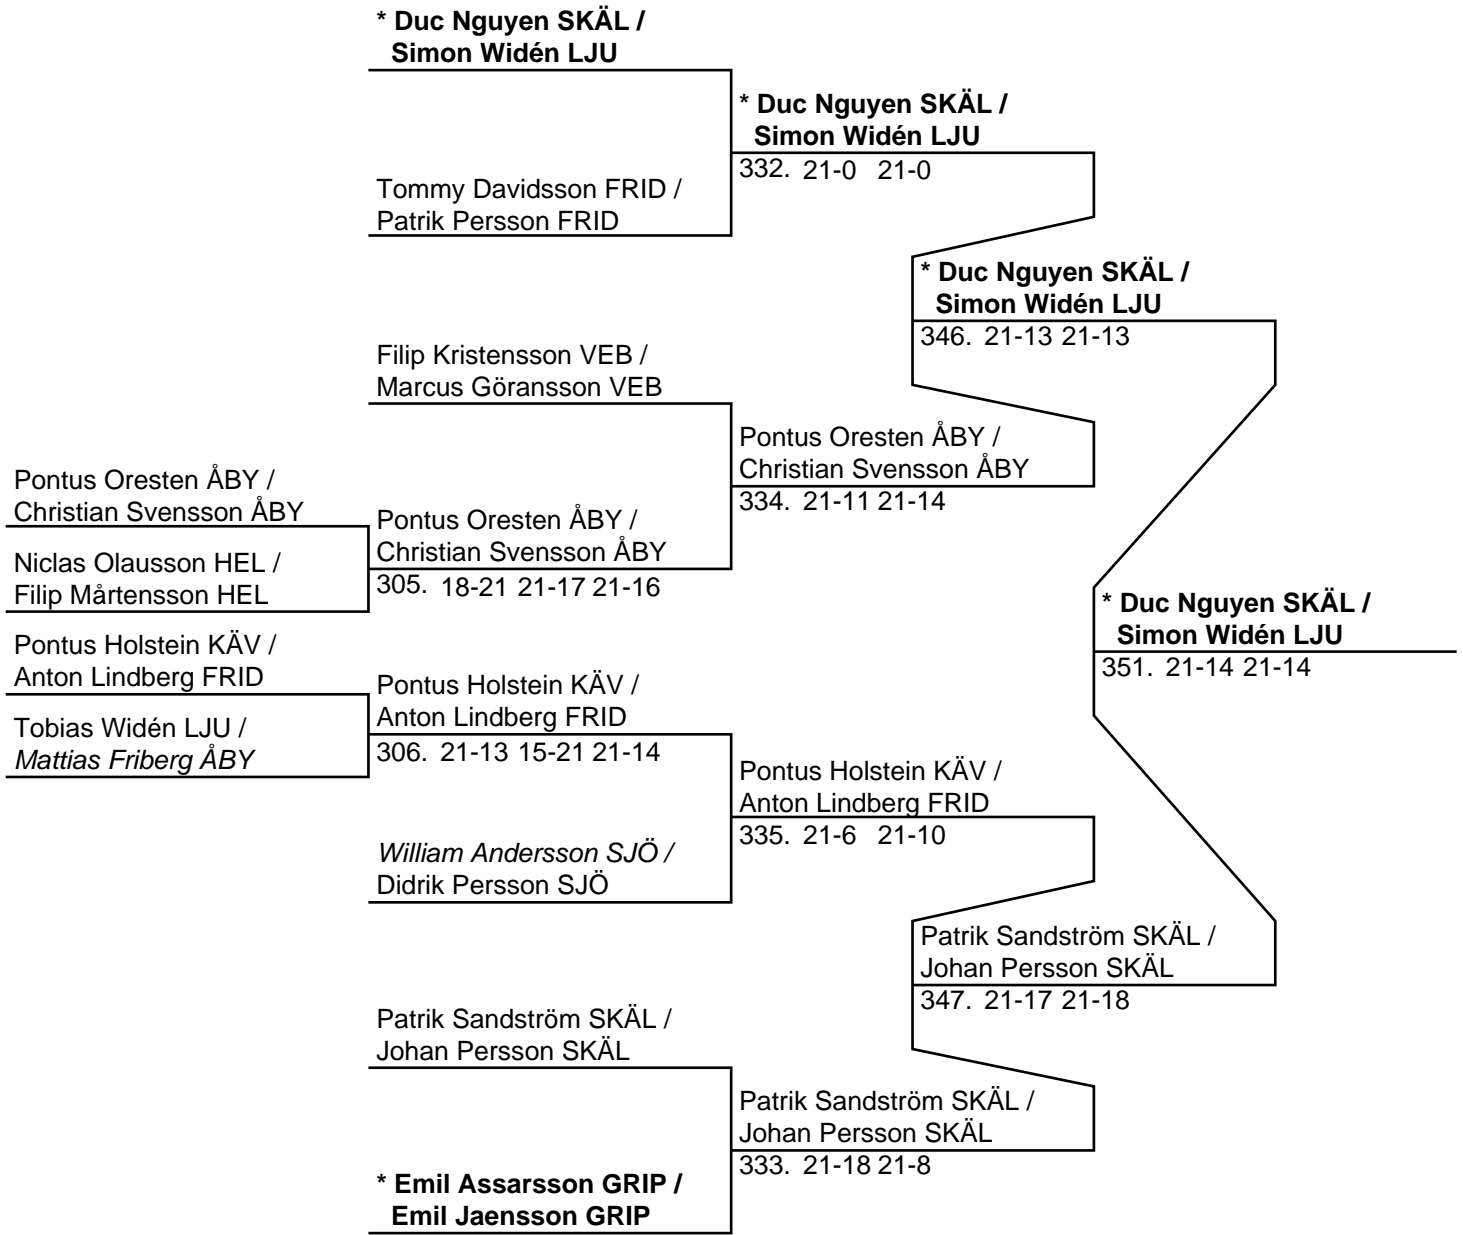 * Duc Nguyen SKÄL /
Simon Widén LJU
* Duc Nguyen SKÄL /
Simon Widén LJU
332. 21-0 21-0
Tommy Davidsson FRID /
Patrik Persson FRID
* Duc Nguyen SKÄL /
Simon Widén LJU
346. 21-13 21-13
Filip Kristensson VEB /
Marcus Göransson VEB
Pontus Oresten ÅBY /
Christian Svensson ÅBY
334. 21-11 21-14
Pontus Oresten ÅBY /
Christian Svensson ÅBY
Pontus Oresten ÅBY /
Christian Svensson ÅBY
305. 18-21 21-17 21-16
Niclas Olausson HEL /
Filip Mårtensson HEL
* Duc Nguyen SKÄL /
Simon Widén LJU
351. 21-14 21-14
Pontus Holstein KÄV /
Anton Lindberg FRID
Pontus Holstein KÄV /
Anton Lindberg FRID
306. 21-13 15-21 21-14
Tobias Widén LJU /
Mattias Friberg ÅBY
Pontus Holstein KÄV /
Anton Lindberg FRID
335. 21-6 21-10
William Andersson SJÖ /
Didrik Persson SJÖ
Patrik Sandström SKÄL /
Johan Persson SKÄL
347. 21-17 21-18
Patrik Sandström SKÄL /
Johan Persson SKÄL
Patrik Sandström SKÄL /
Johan Persson SKÄL
333. 21-18 21-8
* Emil Assarsson GRIP /
Emil Jaensson GRIP